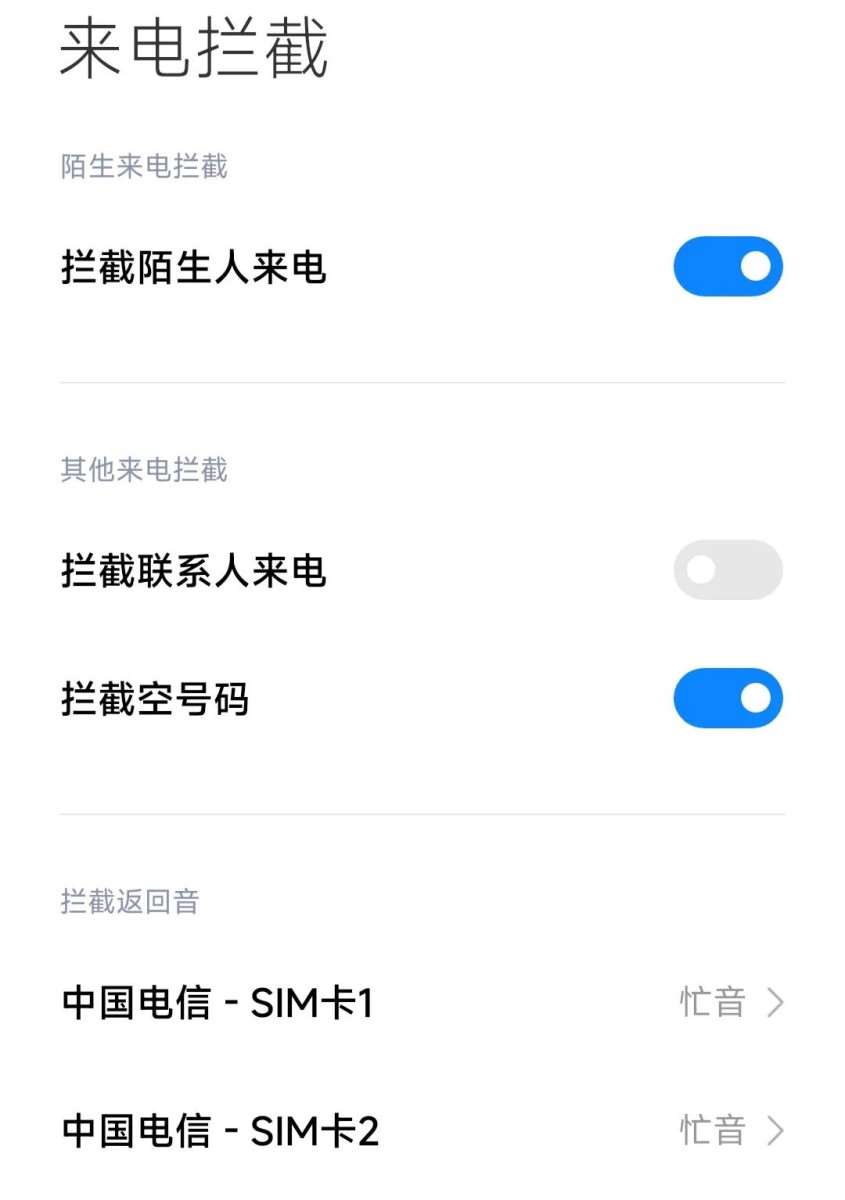 来电拦截
陌生来电拦截
拦截陌生人来电
其他来电拦截
拦截联系人来电
拦截空号码
拦截返回音
中国电信 - SIM卡1 忙音
中国电信 - SIM卡2 忙音